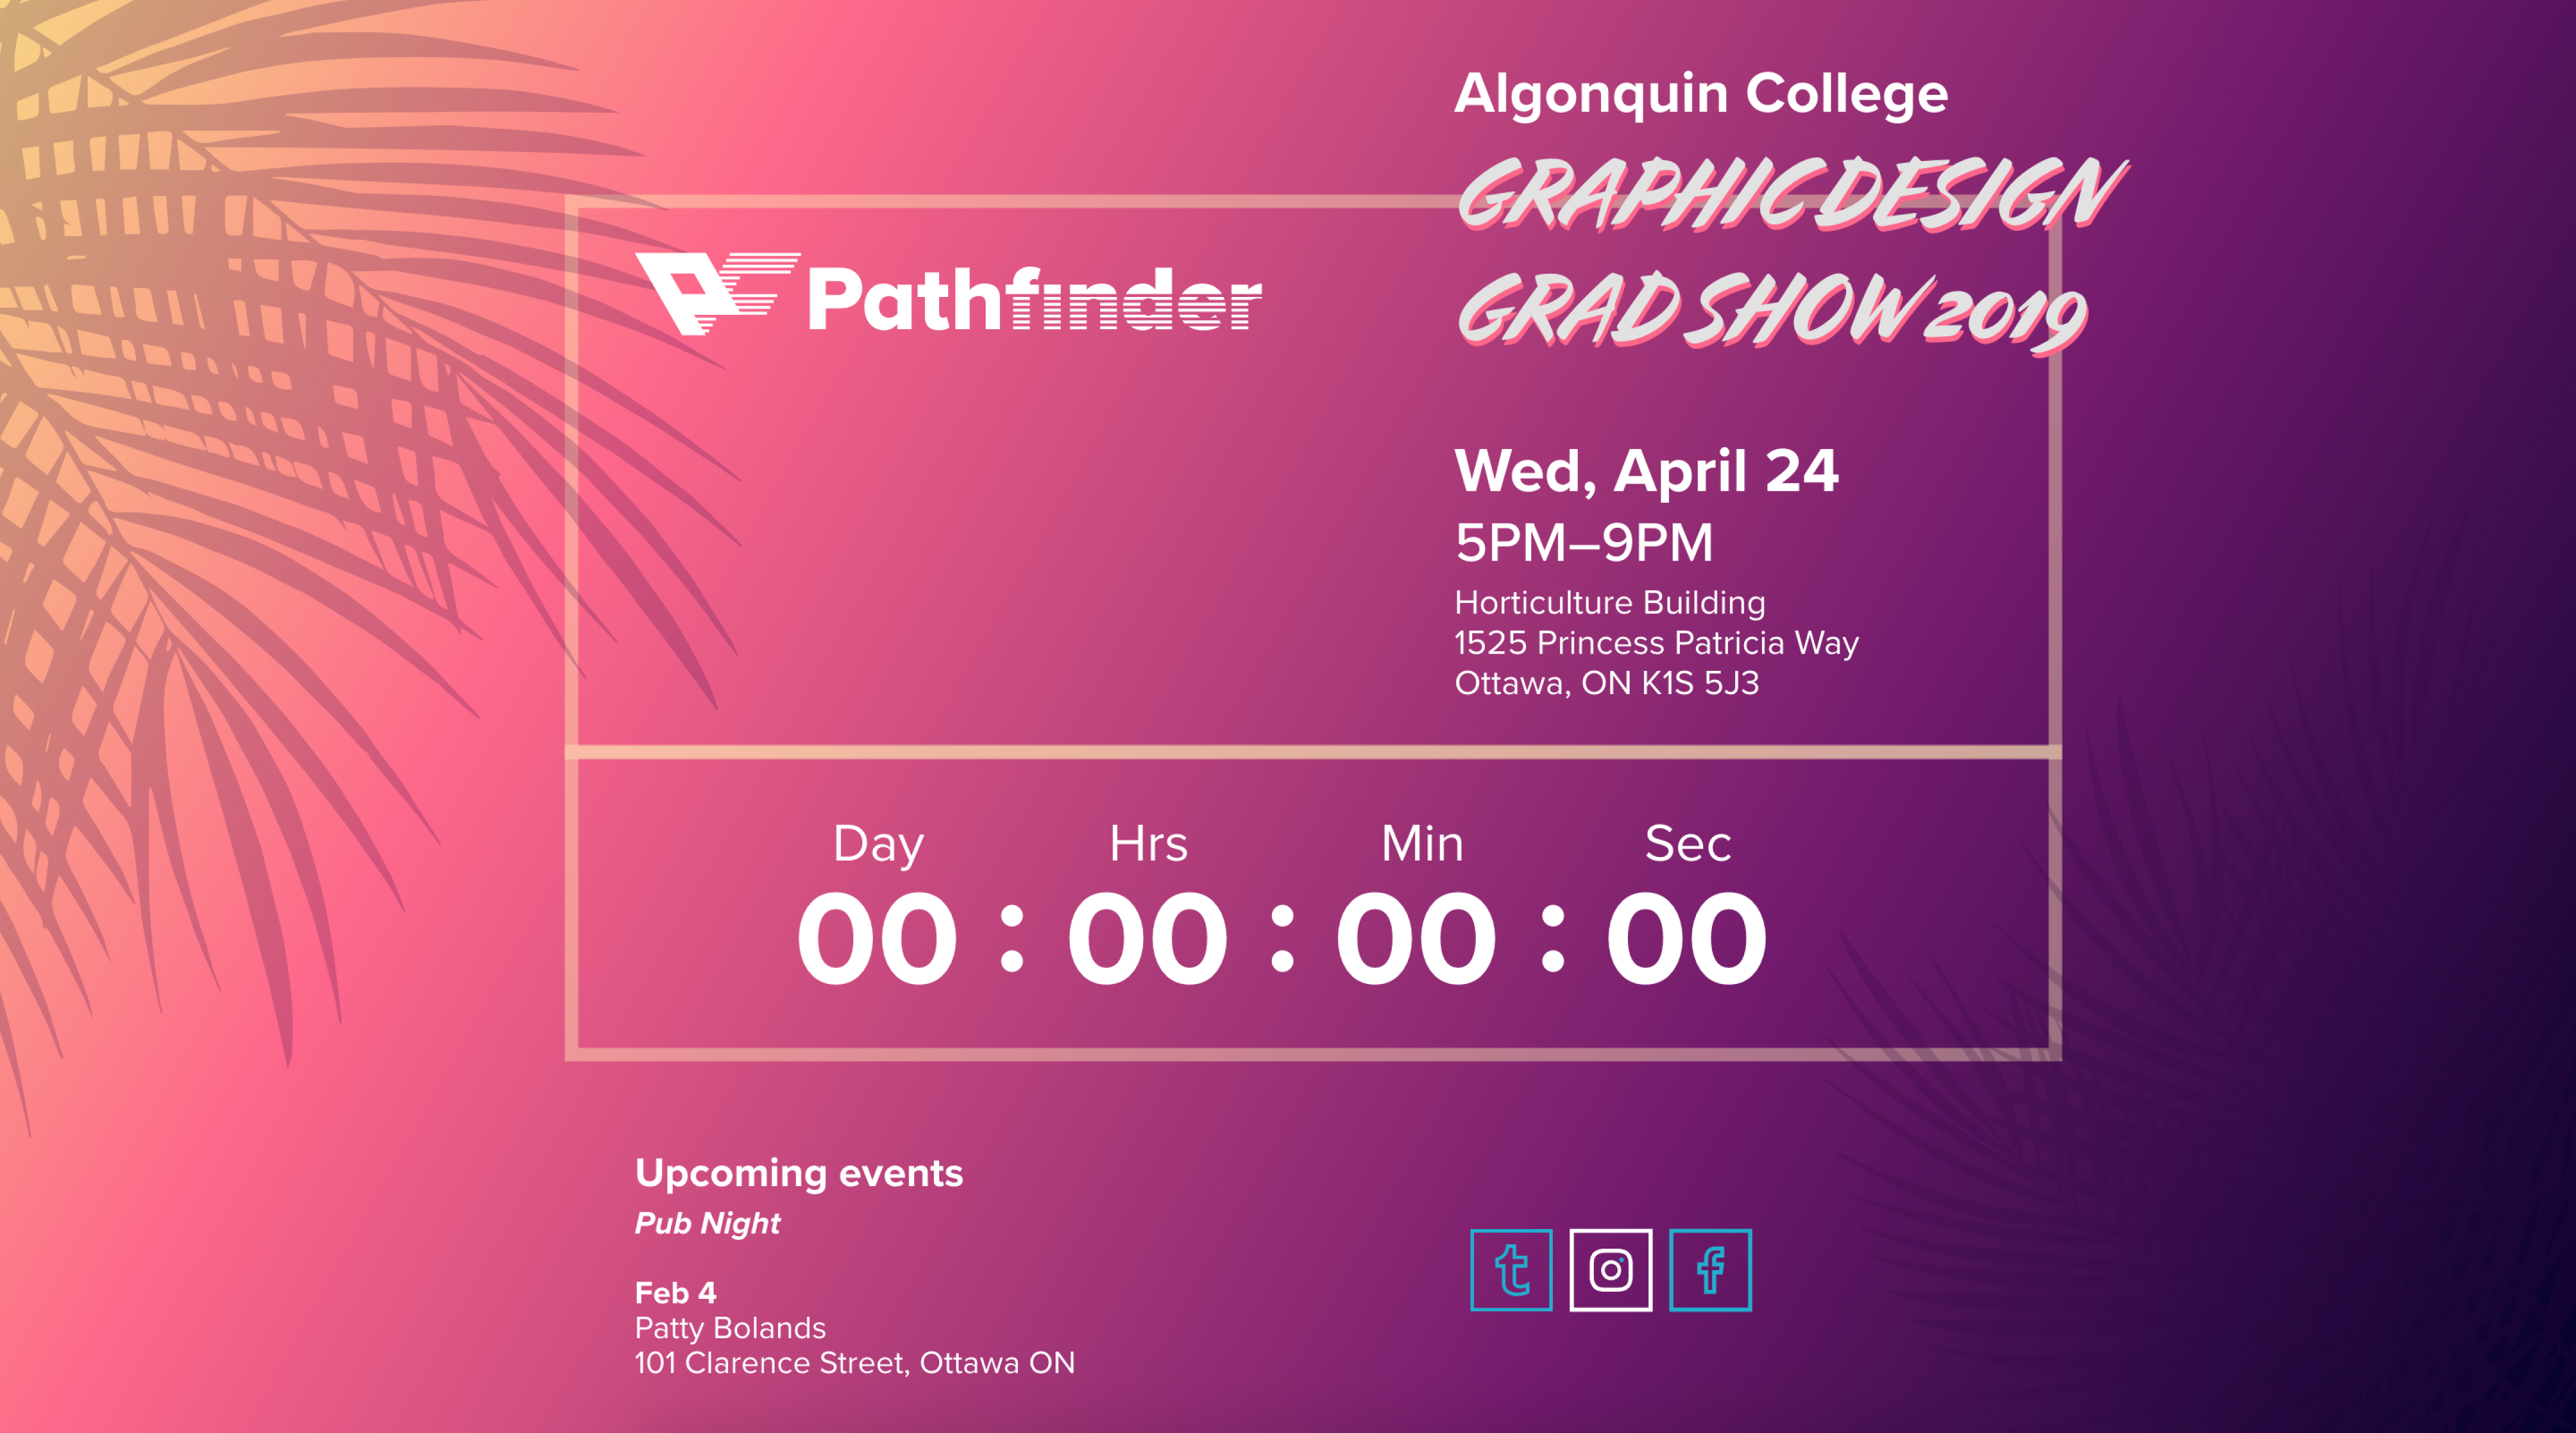 Algonquin College
GRAPHIC DESIGN
GRAD SHOW 2019
Pathfinder
Wed, April 24
5PM–9PM
Horticulture Building
1525 Princess Patricia Way
Ottawa, ON K1S 5J3
Day Hrs Min Sec
00 : 00 : 00 : 00
Upcoming events
Pub Night
Feb 4
Patty Bolands
101 Clarence Street, Ottawa ON